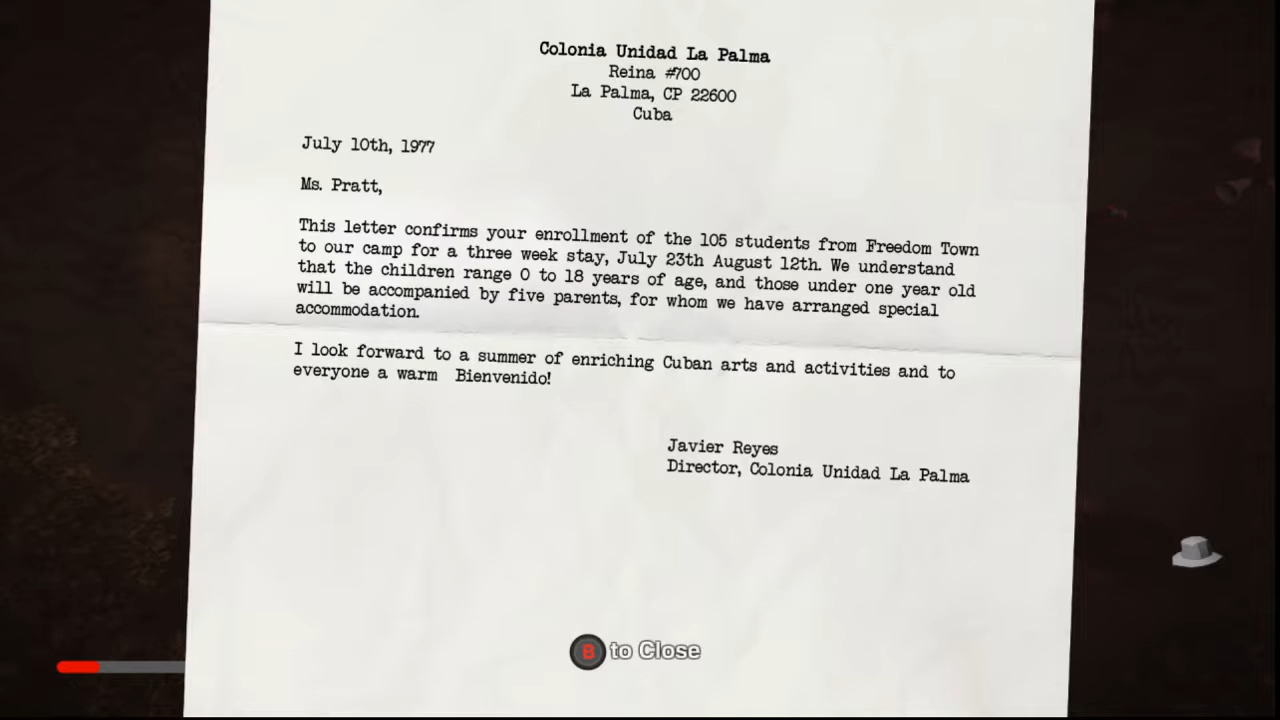 Colonia Unidad La Palma
Reina #700
La Palma, CP 22600
Cuba
July 10th, 1977
Ms. Pratt,
This letter confirms your enrollment of the 105 students from Freedom Town
to our camp for a three week stay, July 23th August 12th. We understand
that the children range 0 to 18 years of age, and those under one year old
will be accompanied by five parents, for whom we have arranged special
accommodation.
I look forward to a summer of enriching Cuban arts and activities and to
everyone a warm Bienvenido!
Javier Reyes
Director, Colonia Unidad La Palma
B to Close